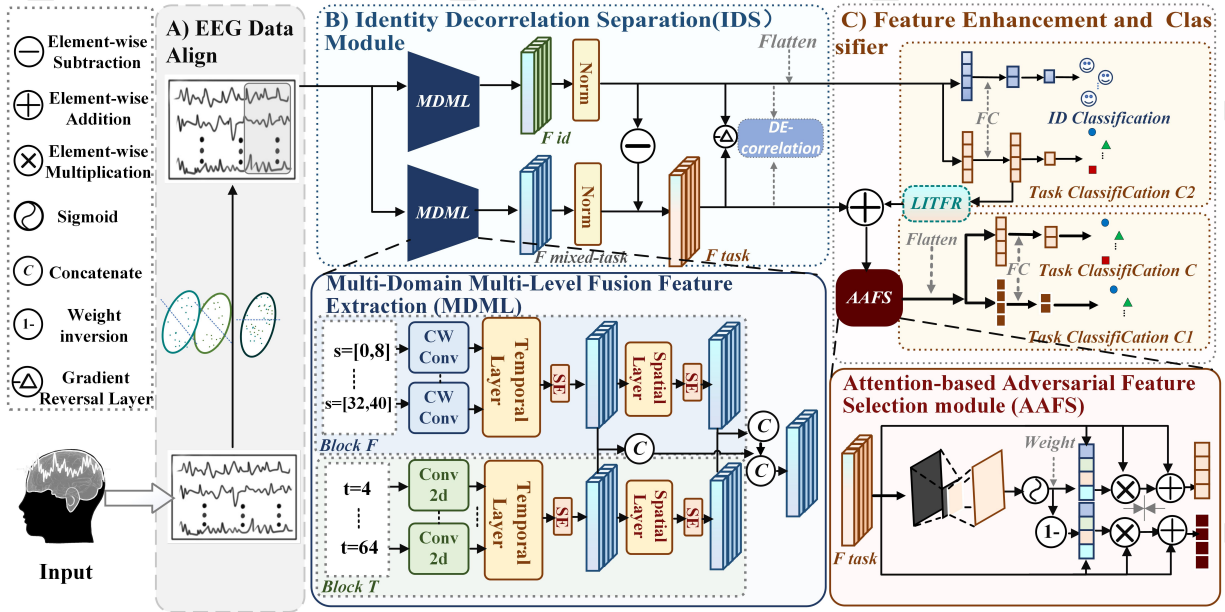 Element-wise
Subtraction
Element-wise
Addition
Element-wise
Multiplication
Sigmoid
C
Concatenate
1-
Weight
inversion
Gradient
Reversal Layer
Input
A) EEG Data
Align
B) Identity Decorrelation Separation(IDS）
Module
MDML
F id
Norm
Flatten
DE-
correlation
MDML
F mixed-task
Norm
F task
C) Feature Enhancement and Clas
sifier
FC
ID Classification
Task ClassifiCation C2
LITFR
AAFS
Flatten
FC
Task ClassifiCation C
Task ClassifiCation C1
Multi-Domain Multi-Level Fusion Feature
Extraction (MDML)
s=[0,8]
s=[32,40]
CW
Conv
CW
Conv
Temporal
Layer
SE
Spatial
Layer
SE
Block F
C
C
C
t=4
t=64
Conv
2d
Conv
2d
Temporal
Layer
SE
Spatial
Layer
SE
Block T
Attention-based Adversarial Feature
Selection module (AAFS)
Weight
1-
F task